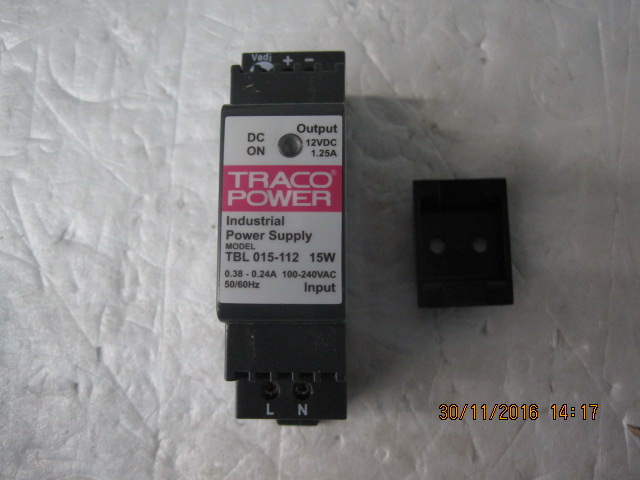 Vadj + -
Output
DC 12VDC
ON 1.25A
TRACO®
POWER
Industrial
Power Supply
MODEL
TBL 015-112 15W
0.38 - 0.24A 100-240VAC
50/60Hz Input
L N
30/11/2016 14:17